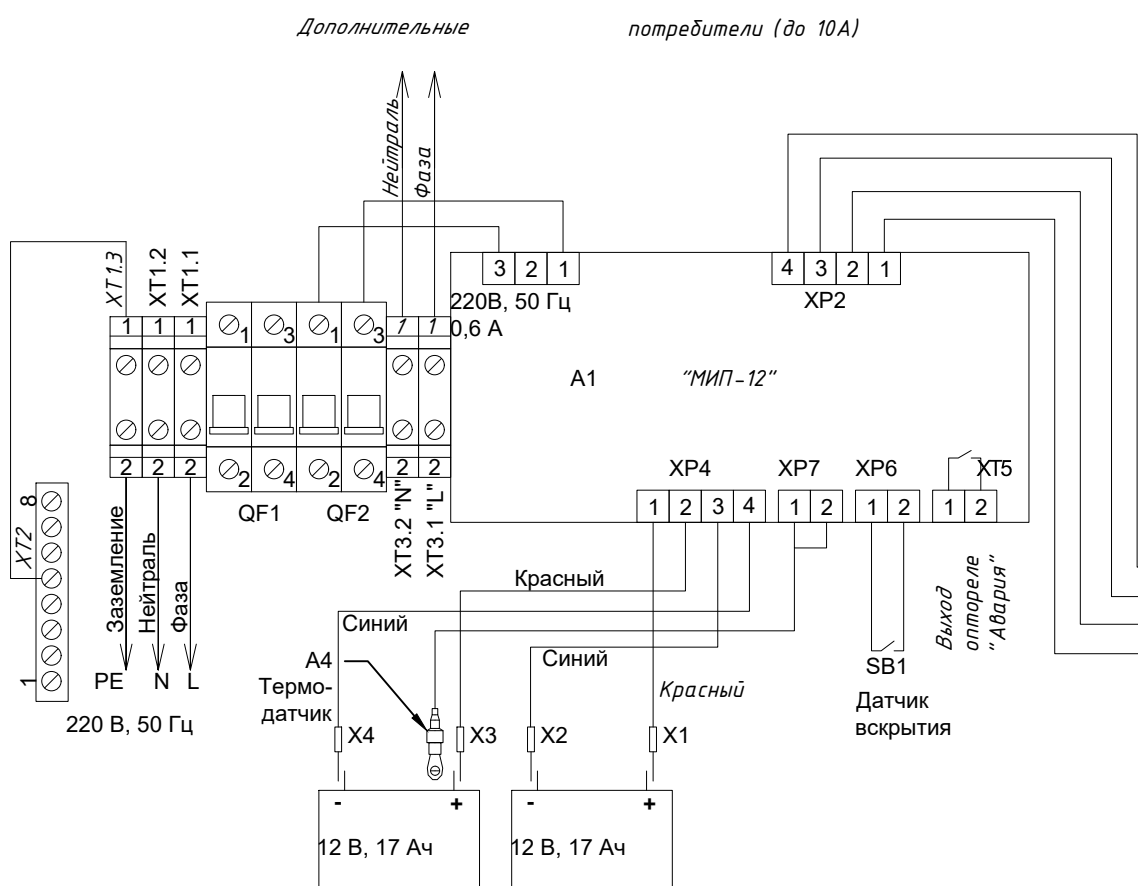 Дополнительные потребители (до 10А)
Нейтраль
Фаза
4 3 2 1
XP2
3 2 1
220В, 50 Гц
0,6 А
A1 "МИП-12"
XT1.3
XT1.2
XT1.1
1 1 1
1 3 1 3
1 1
2 2 2
2 4 2 4
2 2
QF1 QF2
XT3.2 "N"
XT3.1 "L"
XP4 XP7 XP6 XT5
1 2 3 4
1 2
1 2
1 2
8
XT2
1
Заземление
Нейтраль
Фаза
PE N L
220 В, 50 Гц
Красный
Синий
Синий
Красный
A4
Термо-
датчик
SB1
Датчик
вскрытия
Выход
оптореле
"Авария"
X4 X3 X2 X1
- + - +
12 В, 17 Ач 12 В, 17 Ач